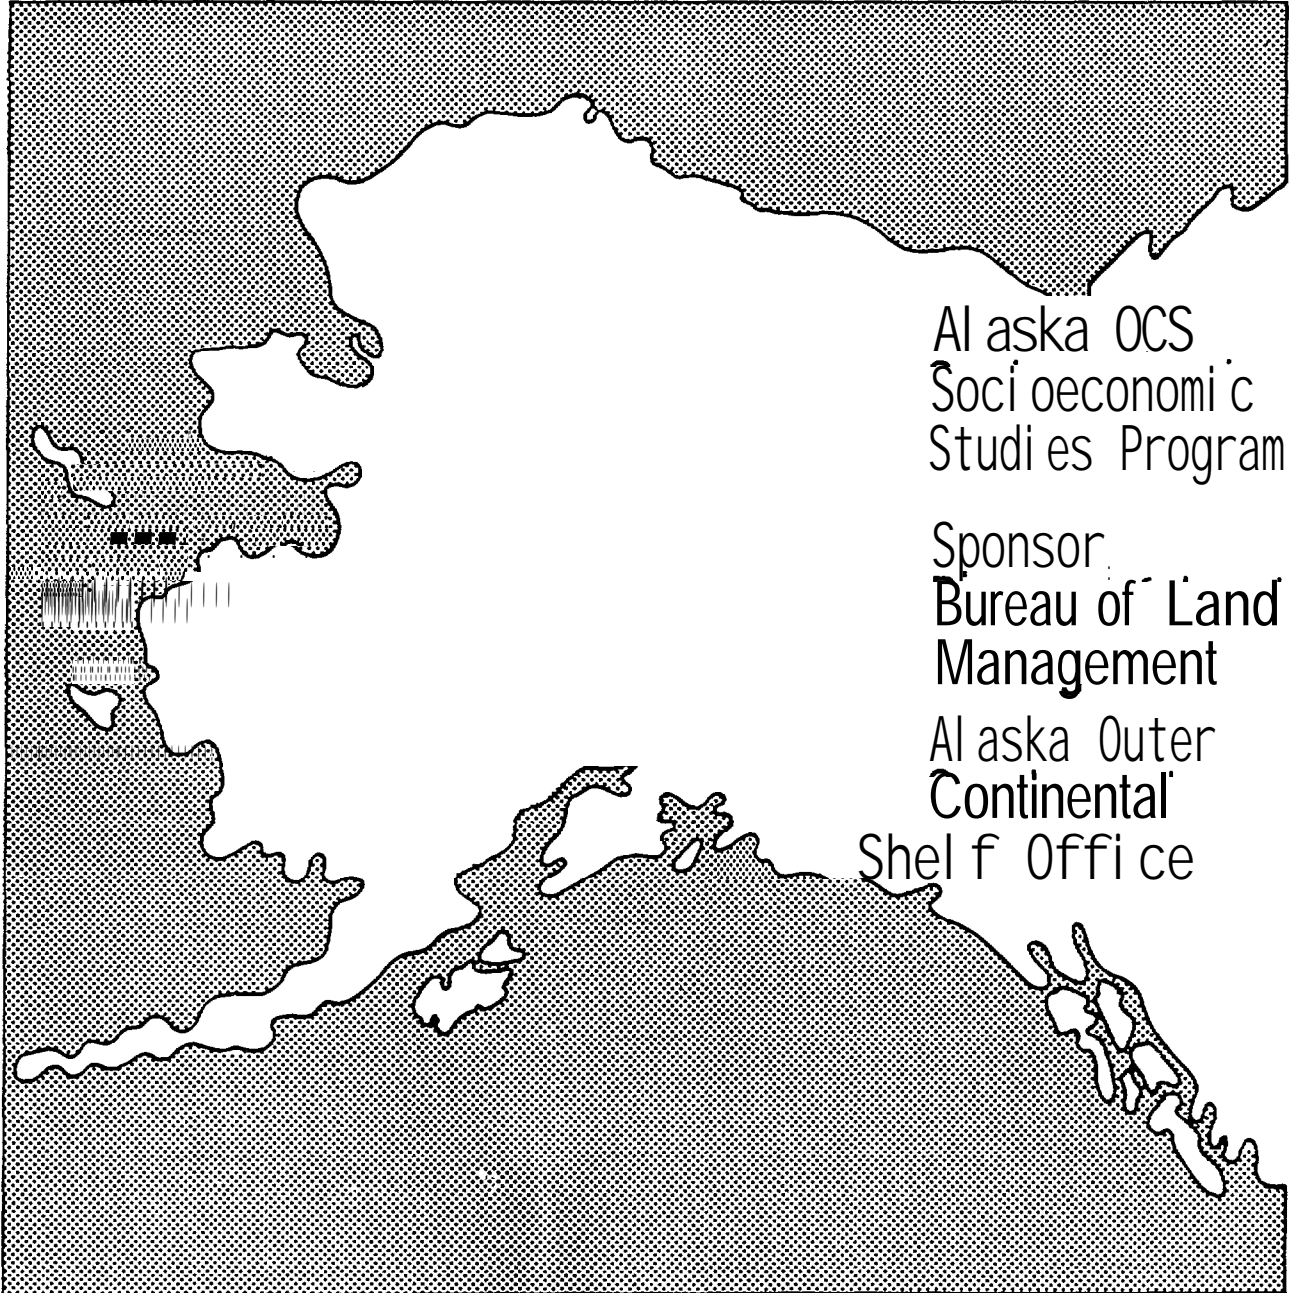 Alaska OCS
Socioeconomic
Studies Program
Sponsor
Bureau of Land
Management
Alaska Outer
Continental
Shelf Office